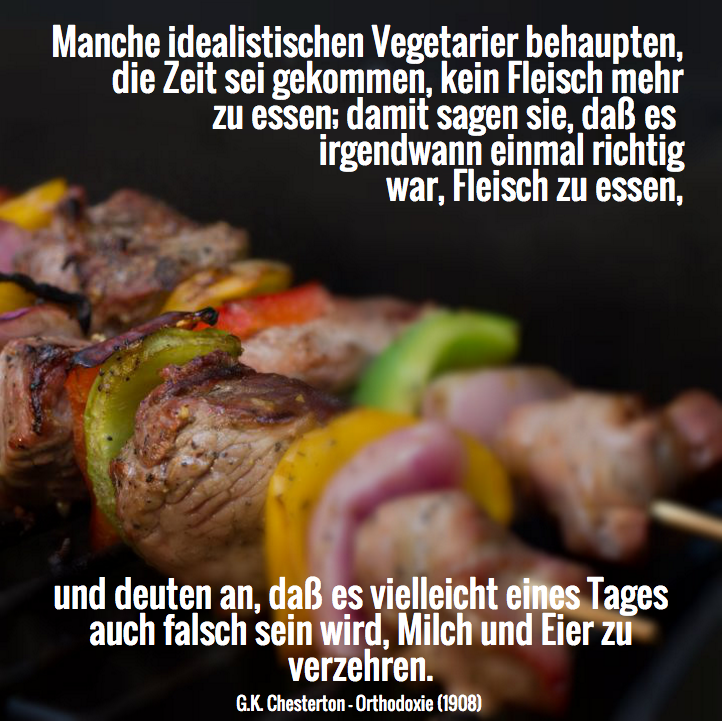 Manche idealistischen Vegetarier behaupten,
die Zeit sei gekommen, kein Fleisch mehr
zu essen; damit sagen sie, daß es
irgendwann einmal richtig
war, Fleisch zu essen,
und deuten an, daß es vielleicht eines Tages
auch falsch sein wird, Milch und Eier zu
verzehren.
G.K. Chesterton - Orthodoxie (1908)